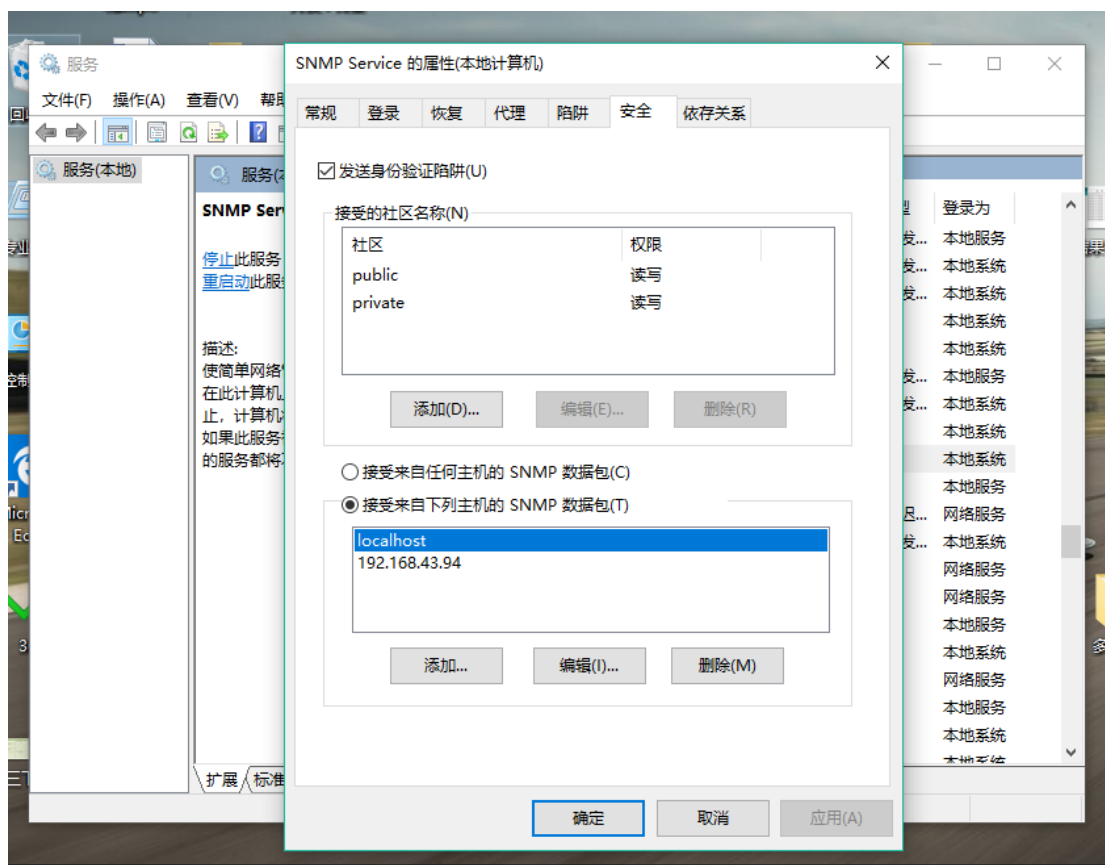 服务
文件(F) 操作(A) 查看(V)
服务(本地)
SNMP Service 的属性(本地计算机)
常规 登录 恢复 代理 陷阱 安全 依存关系
发送身份验证陷阱(U)
接受的社区名称(N)
社区 权限
public 读写
private 读写
添加(D)... 编辑(E)... 删除(R)
接受来自任何主机的 SNMP 数据包(C)
接受来自下列主机的 SNMP 数据包(T)
localhost
192.168.43.94
添加... 编辑(I)... 删除(M)
确定 取消 应用(A)
停止此服务
重启动此服
描述:
使简单网络
在此计算机
止，计算机
如果此服务
的服务都将
扩展 标准
登录为
本地服务
本地系统
本地系统
本地系统
本地系统
本地服务
本地系统
本地系统
本地系统
本地服务
网络服务
本地系统
网络服务
网络服务
本地服务
本地系统
网络服务
本地服务
本地系统
本地系统